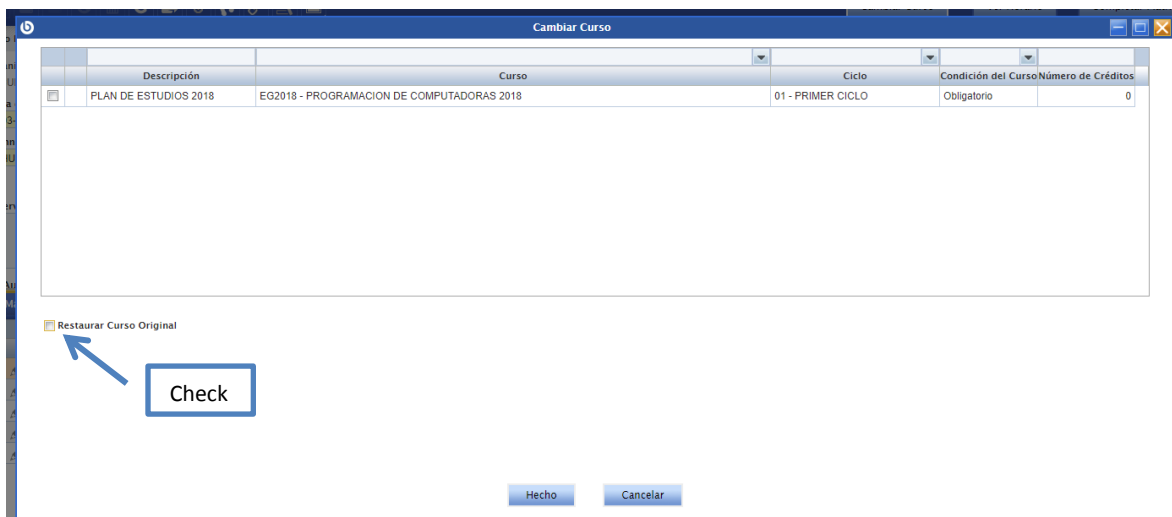 Cambiar Curso
Descripción Curso Ciclo Condición del Curso Número de Créditos
PLAN DE ESTUDIOS 2018 EG2018 - PROGRAMACION DE COMPUTADORAS 2018 01 - PRIMER CICLO Obligatorio 0
Restaurar Curso Original
Check
Hecho Cancelar